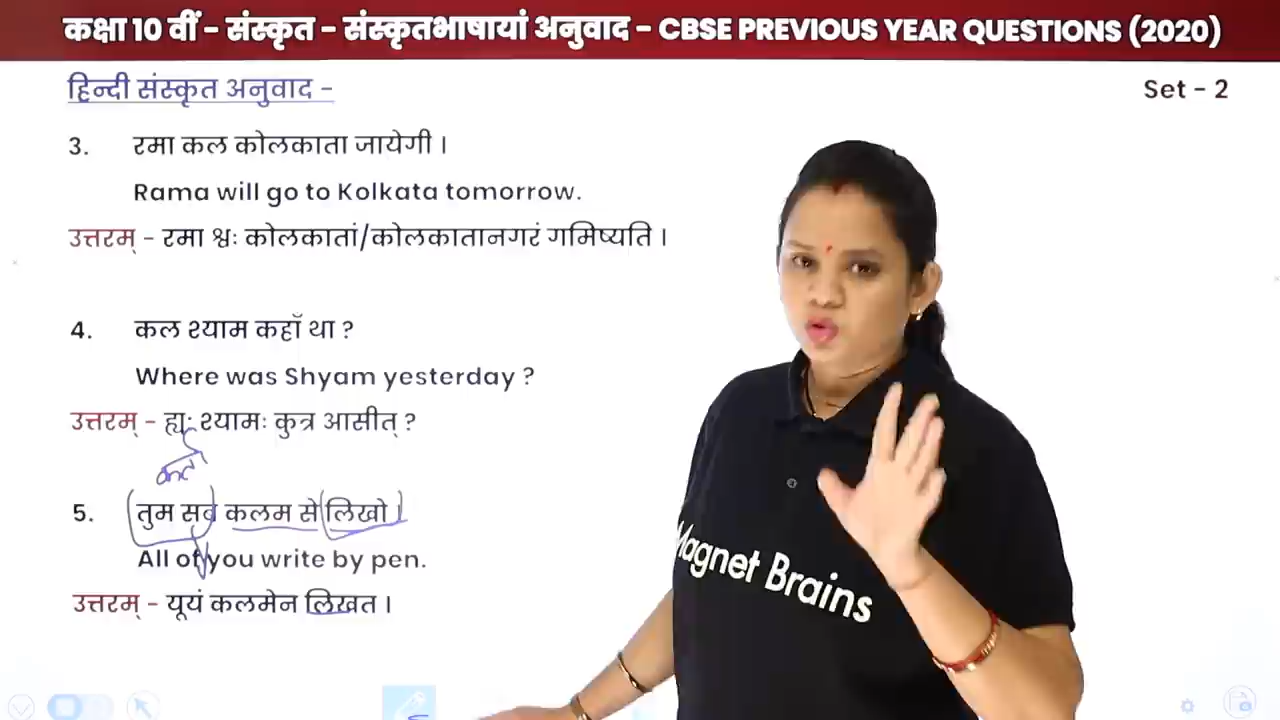 कक्षा 10 वीं - संस्कृत - संस्कृतभाषायां अनुवाद - CBSE PREVIOUS YEAR QUESTIONS (2020)
हिन्दी संस्कृत अनुवाद - Set - 2
3. रमा कल कोलकाता जायेगी ।
Rama will go to Kolkata tomorrow.
उत्तरम् - रमा श्वः कोलकातां/कोलकातानगरं गमिष्यति ।
4. कल श्याम कहाँ था ?
Where was Shyam yesterday ?
उत्तरम् - ह्यः श्यामः कुत्र आसीत् ?
कल
5. तुम सब कलम से लिखो ।
All of you write by pen.
उत्तरम् - यूयं कलमेन लिखत ।
Magnet Brains